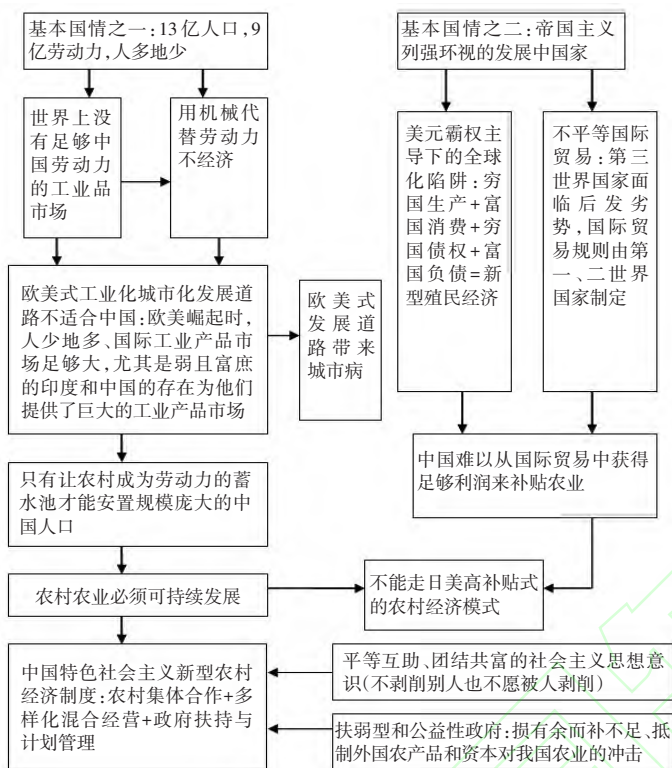 基本国情之一:13亿人口,9
亿劳动力,人多地少
基本国情之二:帝国主义
列强环视的发展中国家
世界上没
有足够中
国劳动力
的工业品
市场
用机械代
替劳动力
不经济
美元霸权主
导下的全球
化陷阱:穷
国生产+富
国消费+穷
国债权+富
国负债=新
型殖民经济
不平等国际
贸易:第三
世界国家面
临后发劣
势,国际贸
易规则由第
一、二世界
国家制定
欧美式工业化城市化发展道
路不适合中国:欧美崛起时,
人少地多、国际工业产品市
场足够大,尤其是弱且富庶
的印度和中国的存在为他们
提供了巨大的工业产品市场
欧美式
发展道
路带来
城市病
中国难以从国际贸易中获得
足够利润来补贴农业
只有让农村成为劳动力的蓄
水池才能安置规模庞大的中
国人口
农村农业必须可持续发展
不能走日美高补贴式
的农村经济模式
中国特色社会主义新型农村
经济制度:农村集体合作+多
样化混合经营+政府扶持与
计划管理
平等互助、团结共富的社会主义思想意
识(不剥削别人也不愿被人剥削)
扶弱型和公益性政府:损有余而补不足、抵
制外国农产品和资本对我国农业的冲击